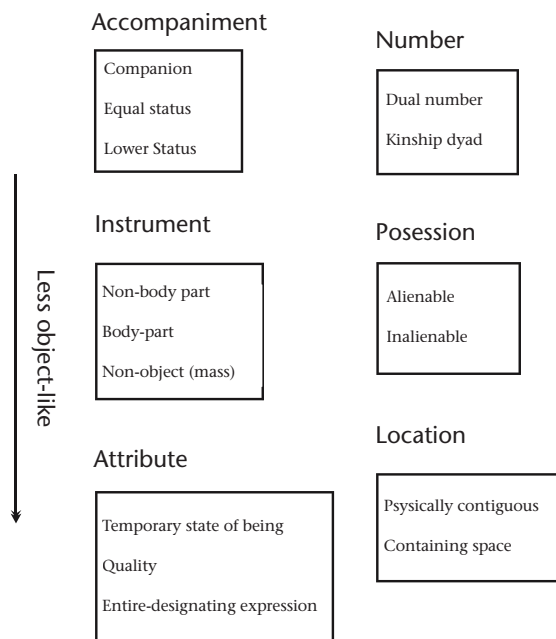 Accompaniment
Companion
Equal status
Lower Status
Number
Dual number
Kinship dyad
Less object-like
Instrument
Non-body part
Body-part
Non-object (mass)
Posession
Alienable
Inalienable
Attribute
Temporary state of being
Quality
Entire-designating expression
Location
Psysically contiguous
Containing space